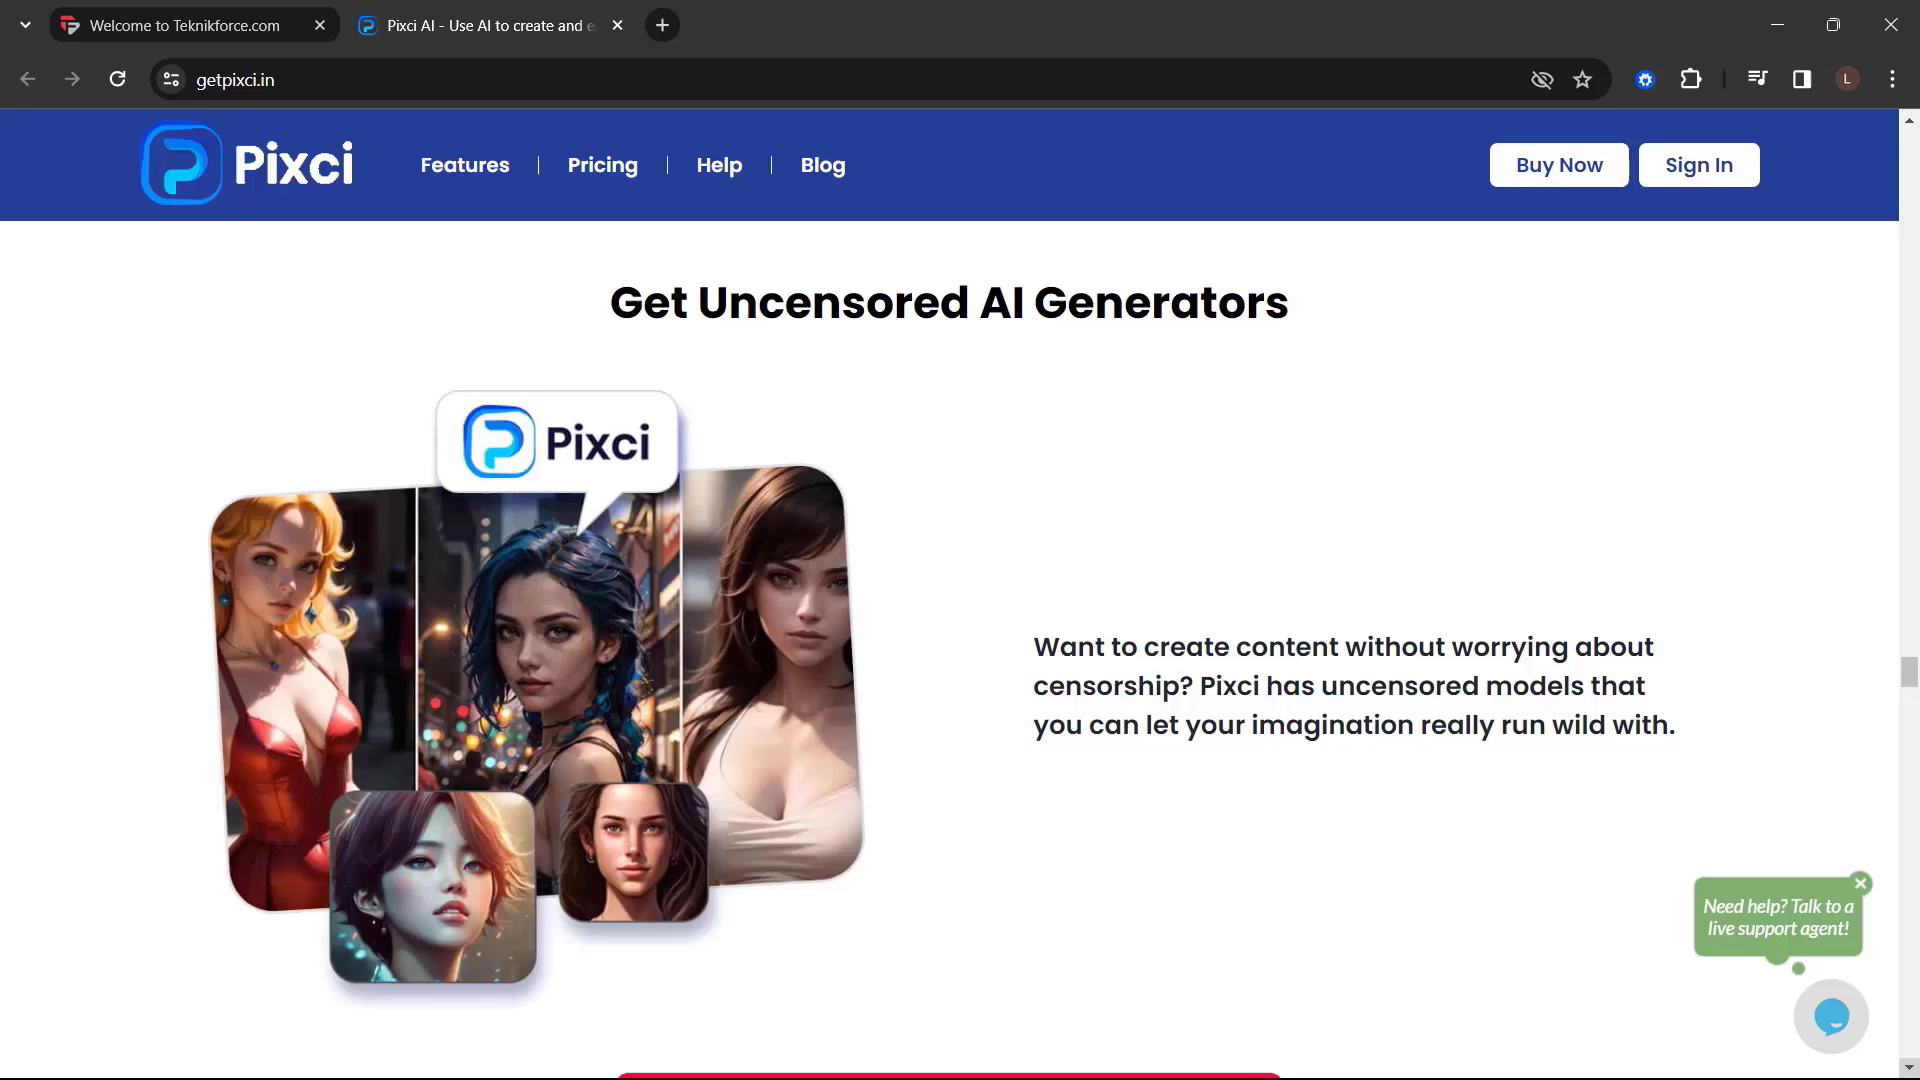 Welcome to Teknikforce.com
Pixci AI - Use AI to create and e
getpixci.in
L
Pixci
Features
Pricing
Help
Blog
Buy Now
Sign In
Get Uncensored AI Generators
Pixci
Want to create content without worrying about
censorship? Pixci has uncensored models that
you can let your imagination really run wild with.
Need help? Talk to a
live support agent!